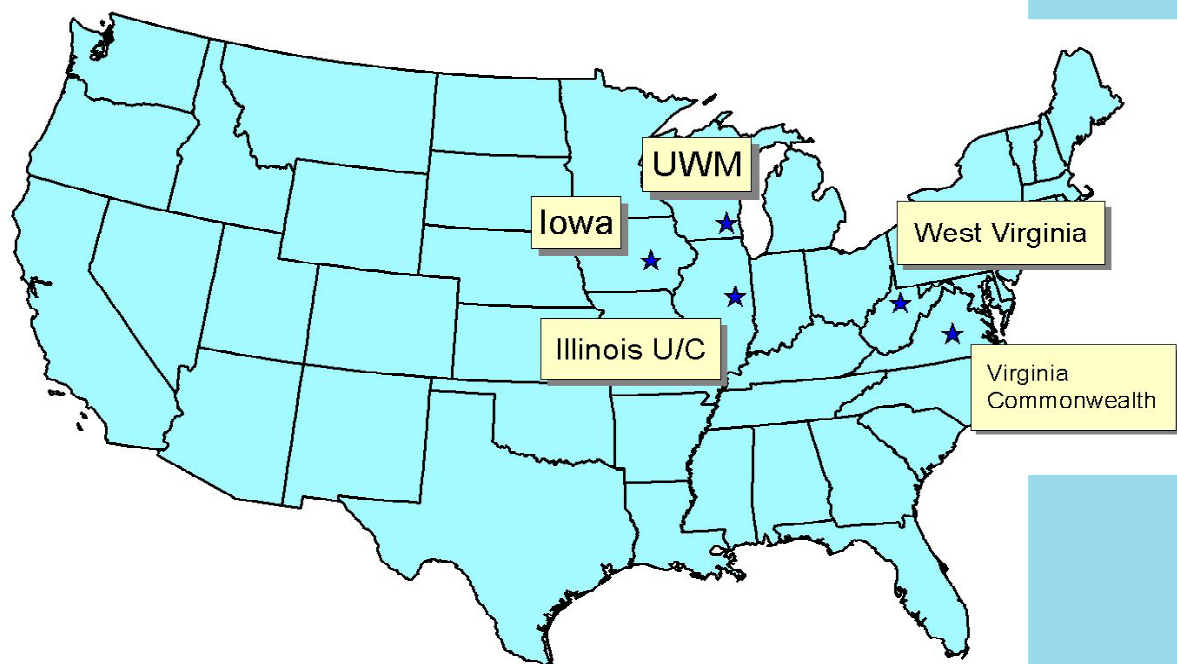 UWM
Iowa
West Virginia
Illinois U/C
Virginia
Commonwealth